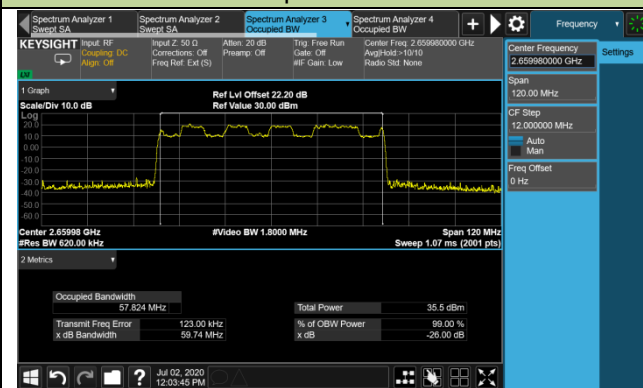 Spectrum Analyzer 1
Swept SA
Spectrum Analyzer 2
Swept SA
Spectrum Analyzer 3
Occupied BW
Spectrum Analyzer 4
Occupied BW
Frequency
KEYSIGHT
Input: RF
Coupling: DC
Align: Off
Input Z: 50 Ω
Corrections: Off
Freq Ref: Ext (S)
Atten: 20 dB
Preamp: Off
Trig: Free Run
Gate: Off
#IF Gain: Low
Center Freq: 2.659980000 GHz
Avg|Hold:>10/10
Radio Std: None
LXI
Center Frequency
2.659980000 GHz
Settings
Span
120.00 MHz
CF Step
12.000000 MHz
Auto
Man
Freq Offset
0 Hz
1 Graph
Scale/Div 10.0 dB
Ref Lvl Offset 22.20 dB
Ref Value 30.00 dBm
Log
20.0
10.0
0.00
-10.0
-20.0
-30.0
-40.0
-50.0
-60.0
Center 2.65998 GHz
#Res BW 620.00 kHz
#Video BW 1.8000 MHz
Span 120 MHz
Sweep 1.07 ms (2001 pts)
2 Metrics
Occupied Bandwidth
57.824 MHz
Total Power 35.5 dBm
Transmit Freq Error 123.00 kHz
% of OBW Power 99.00 %
x dB Bandwidth 59.74 MHz
x dB -26.00 dB
?
Jul 02, 2020
12:03:45 PM